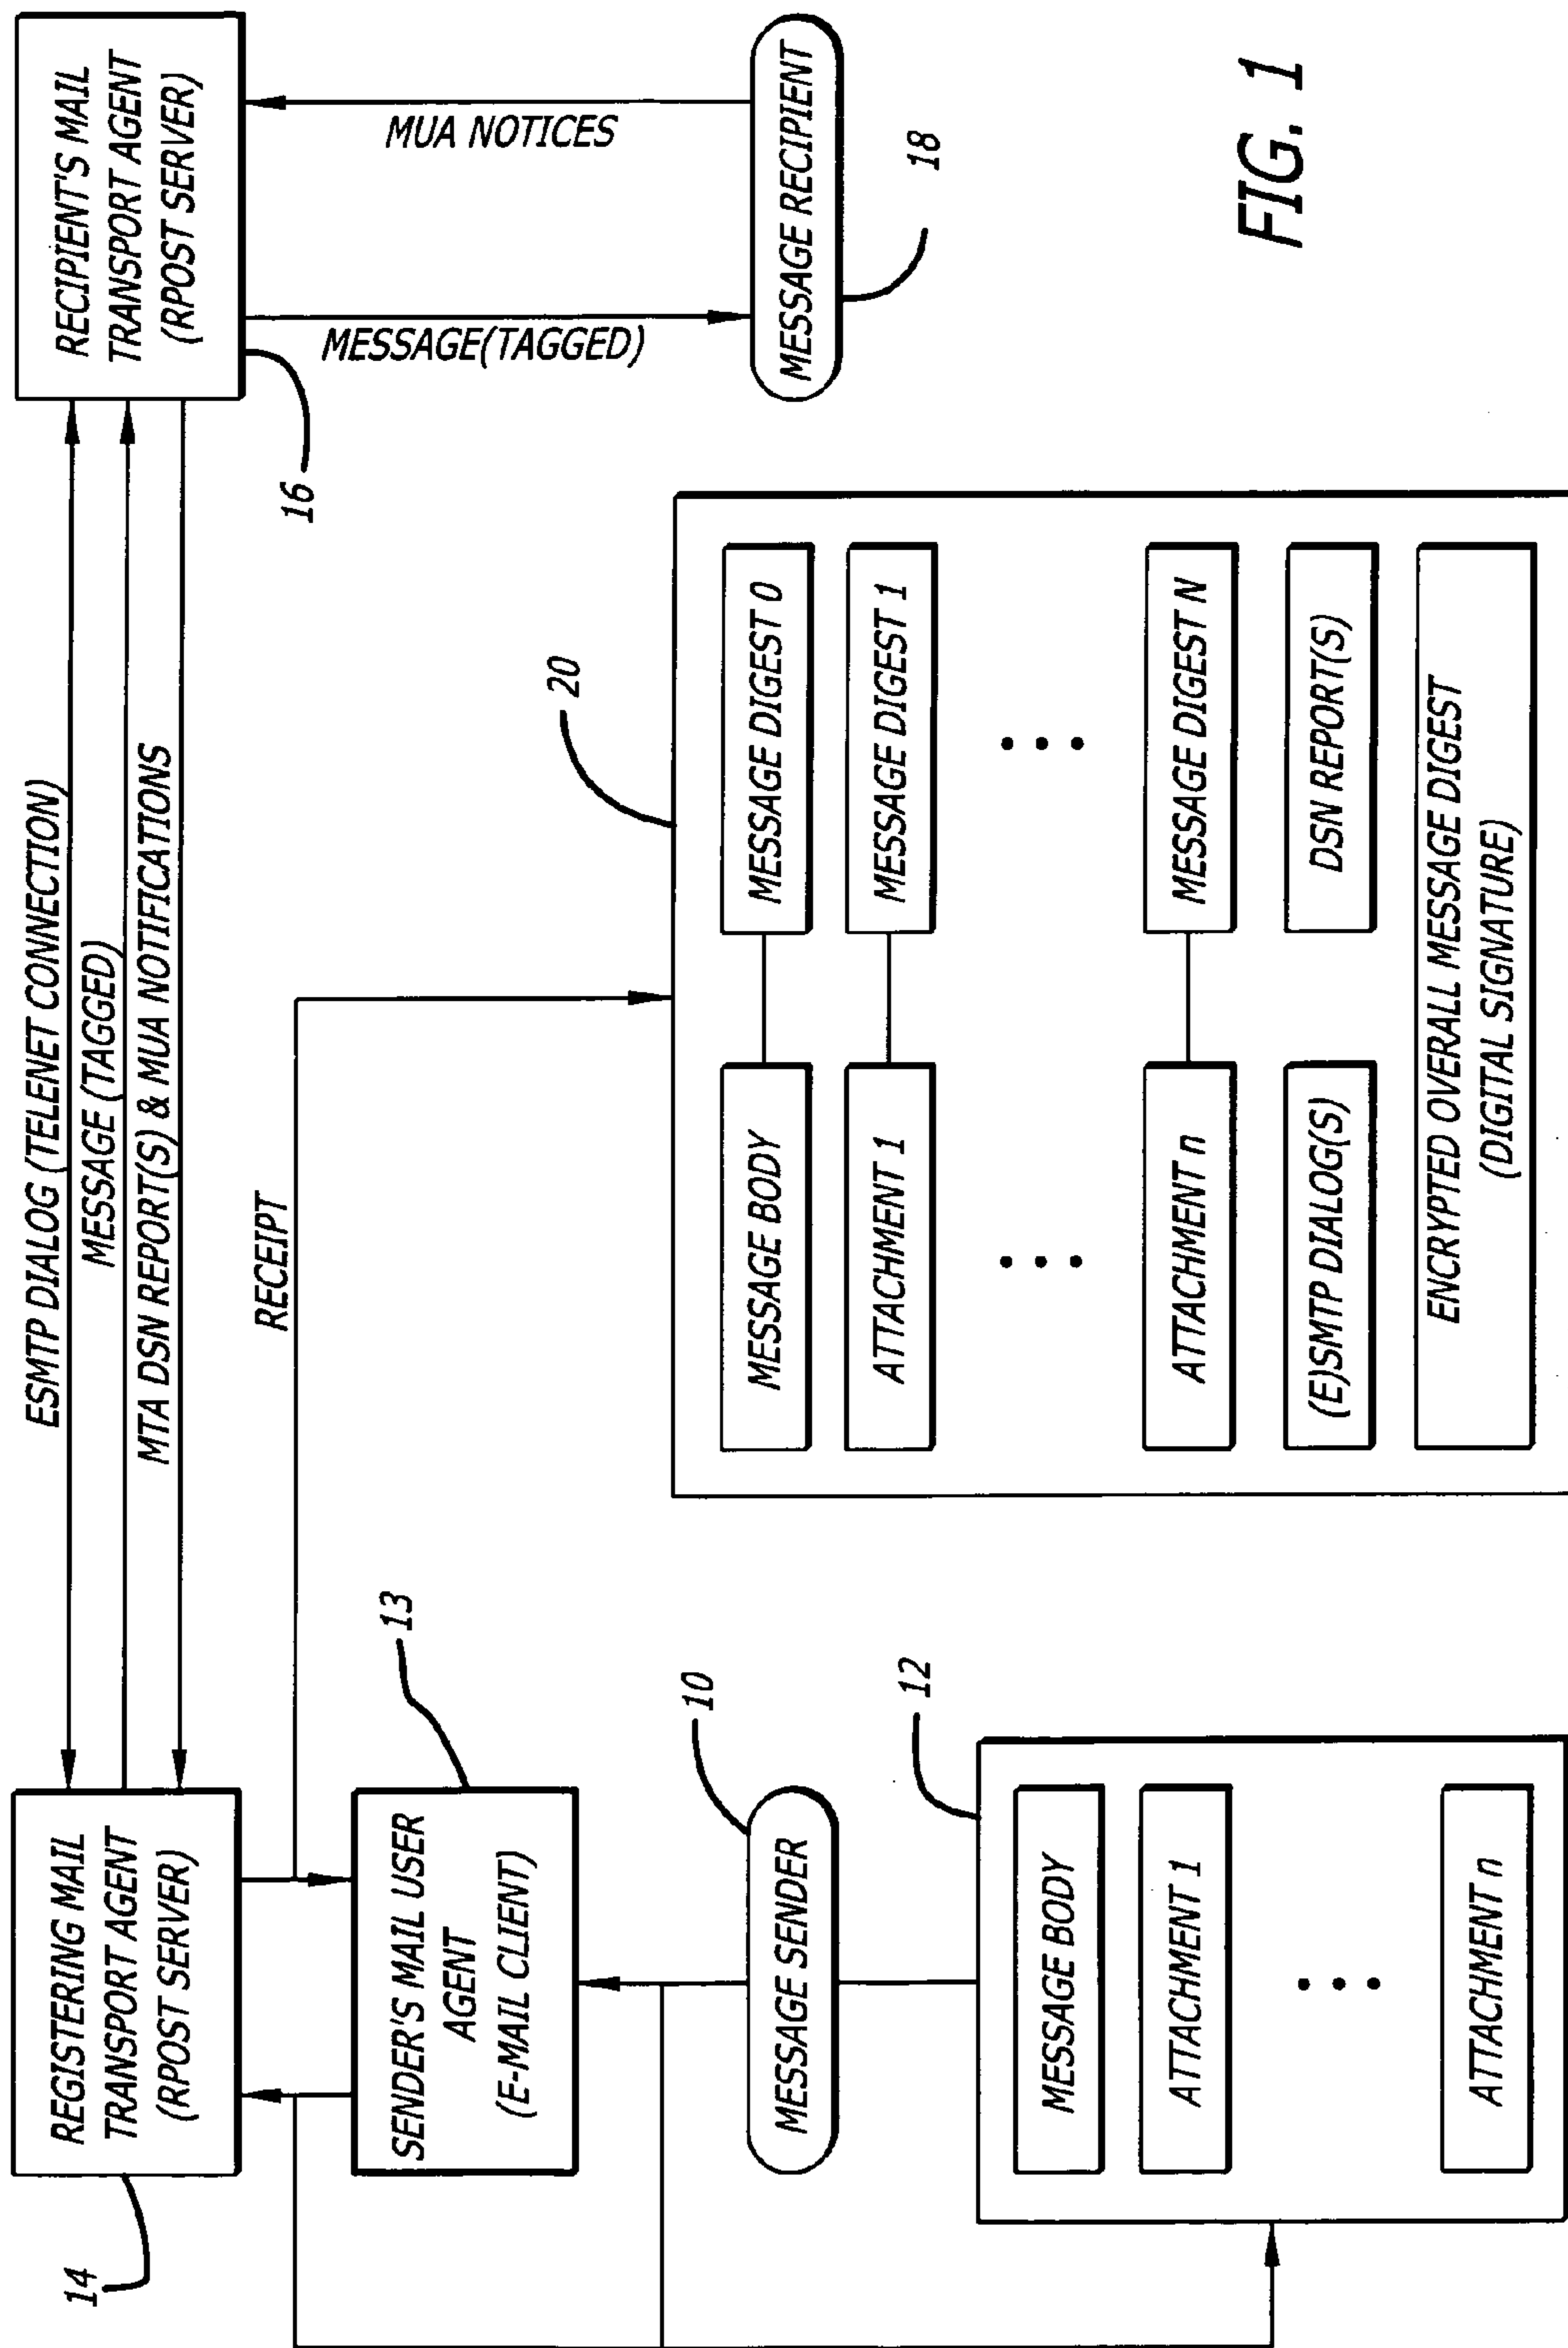 REGISTERING MAIL
TRANSPORT AGENT
(RPOST SERVER)
14
ESMTP DIALOG (TELENET CONNECTION)
MESSAGE (TAGGED)
MTA DSN REPORT(S) & MUA NOTIFICATIONS
RECIPIENT'S MAIL
TRANSPORT AGENT
(RPOST SERVER)
16
RECEIPT
SENDER'S MAIL USER
AGENT
(E-MAIL CLIENT)
13
MESSAGE(TAGGED)
MUA NOTICES
MESSAGE SENDER
10
MESSAGE RECIPIENT
18
12
MESSAGE BODY
ATTACHMENT 1
• • •
ATTACHMENT n
20
MESSAGE BODY
MESSAGE DIGEST 0
ATTACHMENT 1
MESSAGE DIGEST 1
• • •
• • •
ATTACHMENT n
MESSAGE DIGEST N
(E)SMTP DIALOG(S)
DSN REPORT(S)
ENCRYPTED OVERALL MESSAGE DIGEST
(DIGITAL SIGNATURE)
FIG. 1